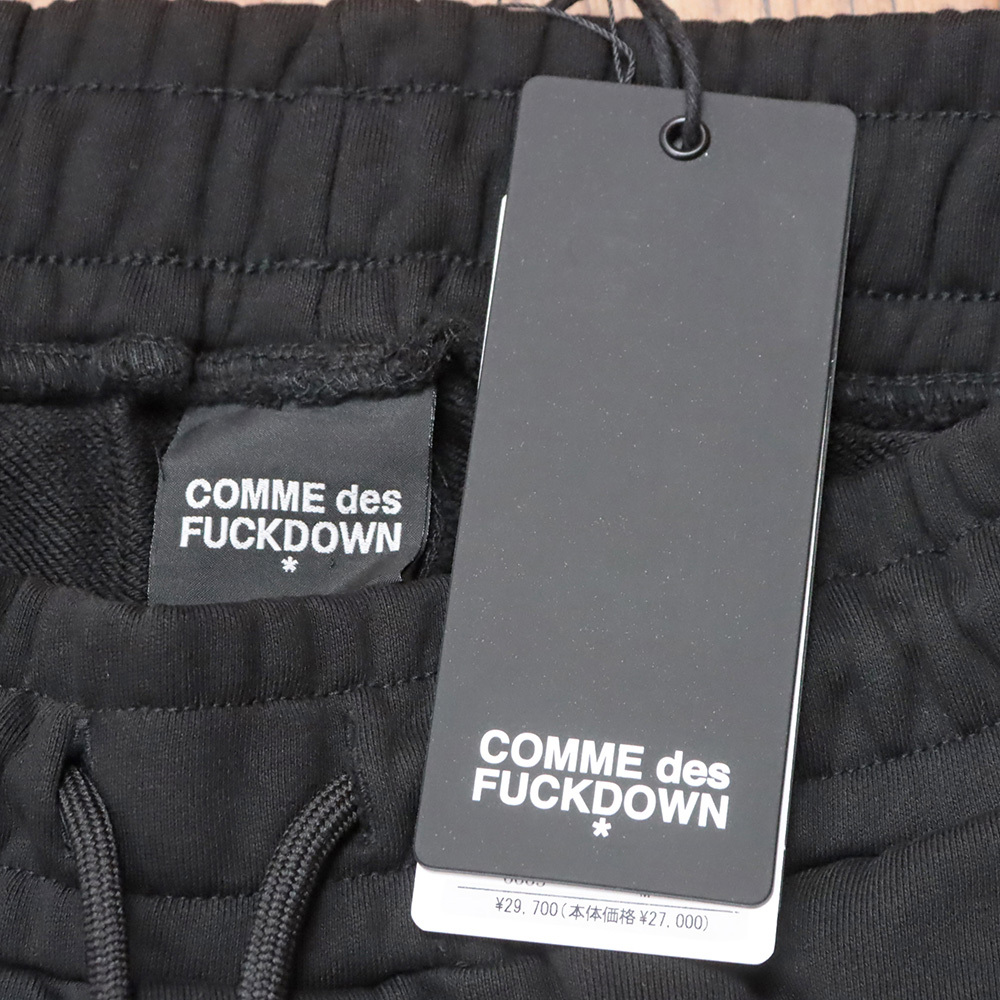 COMME des
FUCKDOWN
*
COMME des
FUCKDOWN
*
¥29,700(本体価格¥27,000)